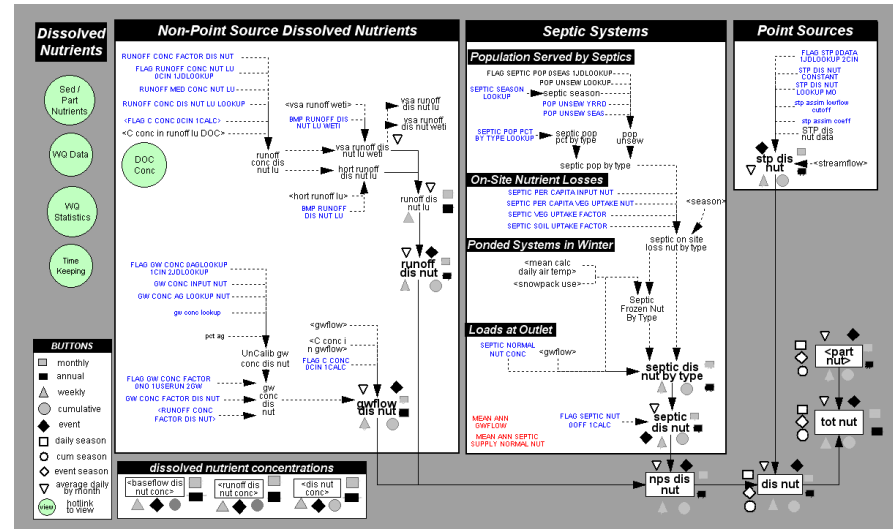 Dissolved
Nutrients
Sed /
Part
Nutrients
WQ Data
WQ
Statistics
Time
Keeping
BUTTONS
monthly
annual
weekly
cumulative
event
daily season
cum season
event season
average daily
by month
view
hotlink
to view
Non-Point Source Dissolved Nutrients
RUNOFF CONC FACTOR DIS NUT
FLAG RUNOFF CONC NUT LU
0CIN 1JDLOOKUP
RUNOFF MED CONC NUT LU
RUNOFF CONC DIS NUT LU LOOKUP
<FLAG C CONC 0CIN 1CALC>
<C conc in runoff lu DOC>
DOC
Conc
runoff
conc dis
nut lu
<vsa runoff weti>
BMP RUNOFF DIS
NUT LU WETI
vsa runoff
dis nut lu
vsa runoff
dis nut weti
vsa runoff dis
nut lu weti
hort runoff dis
nut lu
<hort runoff lu>
BMP RUNOFF
DIS NUT LU
runoff dis
nut lu
runoff
dis nut
FLAG GW CONC 0AGLOOKUP
1CIN 2JDLOOKUP
GW CONC INPUT NUT
GW CONC AG LOOKUP NUT
gw conc lookup
pct ag
UnCalib gw
conc dis nut
FLAG GW CONC FACTOR
0NO 1USERUN 2GW
GW CONC FACTOR DIS NUT
<RUNOFF CONC
FACTOR DIS NUT>
gw
conc
dis
nut
<gwflow>
<C conc i
n gwflow>
FLAG C CONC
0CIN 1CALC
gwflow
dis nut
dissolved nutrient concentrations
<baseflow dis
nut conc>
<runoff dis
nut conc>
<dis nut
conc>
Septic Systems
Population Served by Septics
FLAG SEPTIC POP 0SEAS 1JDLOOKUP
POP UNSEW LOOKUP
SEPTIC SEASON
LOOKUP
septic season
POP UNSEW YRRD
POP UNSEW SEAS
SEPTIC POP PCT
BY TYPE LOOKUP
septic pop
pct by type
pop
unsew
septic pop by type
On-Site Nutrient Losses
SEPTIC PER CAPITA INPUT NUT
SEPTIC PER CAPITA VEG UPTAKE NUT
SEPTIC VEG UPTAKE FACTOR
SEPTIC SOIL UPTAKE FACTOR
<season>
septic on site
loss nut by type
Ponded Systems in Winter
<mean calc
daily air temp>
<snowpack use>
Septic
Frozen Nut
By Type
Loads at Outlet
SEPTIC NORMAL
NUT CONC
<gwflow>
septic dis
nut by type
MEAN ANN
GWFLOW
MEAN ANN SEPTIC
SUPPLY NORMAL NUT
FLAG SEPTIC NUT
0OFF 1CALC
septic
dis nut
nps dis
nut
Point Sources
FLAG STP 0DATA
1JDLOOKUP 2CIN
STP DIS NUT
CONSTANT
STP DIS NUT
LOOKUP MO
stp assim lowflow
cutoff
stp assim coeff
STP dis
nut data
stp dis
nut
<streamflow>
<part
nut>
tot nut
dis nut